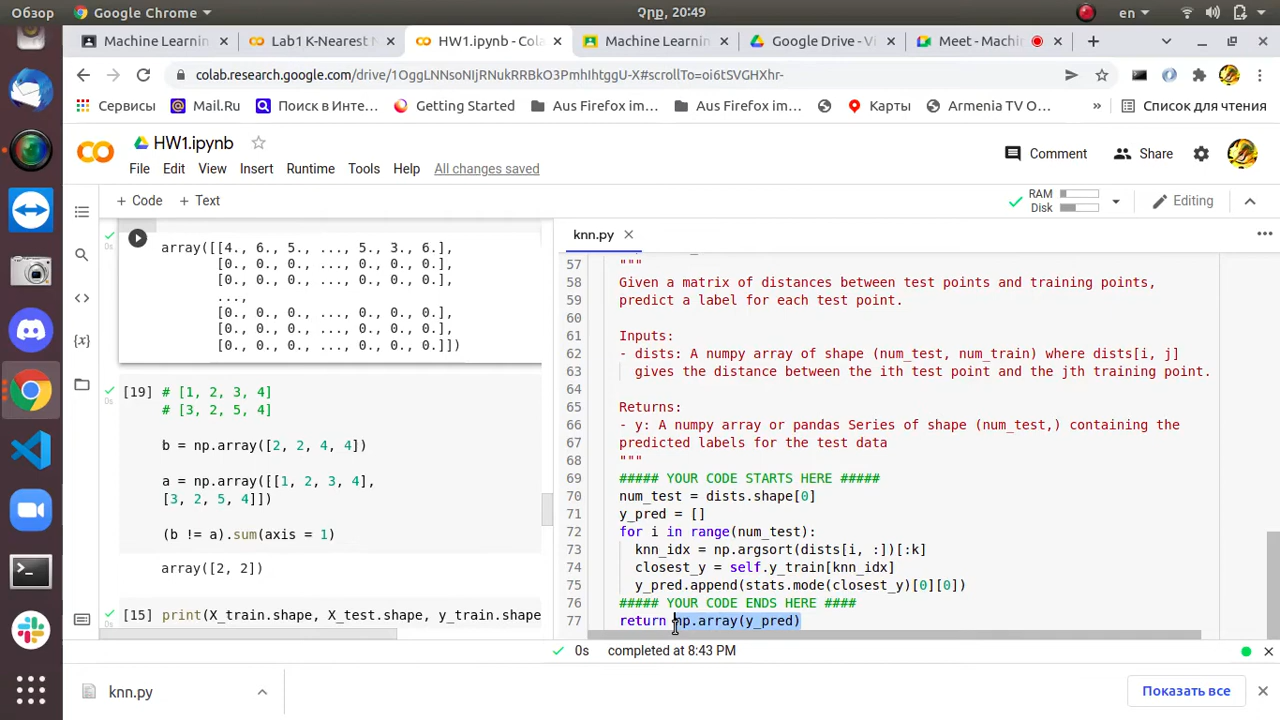 Обзор
Google Chrome
Չրք, 20:49
en
Machine Learning
Lab1 K-Nearest N
HW1.ipynb - Cola
Machine Learnin
Google Drive - Vi
Meet - Machi
colab.research.google.com/drive/1OggLNNsoNIjRNukRRBkO3PmhIhtggU-X#scrollTo=oi6tSVGHXhr-
Сервисы
Mail.Ru
Поиск в Инте...
Getting Started
Aus Firefox im...
Aus Firefox im...
Карты
Armenia TV O...
»
Список для чтения
CO
HW1.ipynb
Comment
Share
File Edit View Insert Runtime Tools Help All changes saved
+ Code + Text
RAM
Disk
Editing
0s
array([[4., 6., 5., ..., 5., 3., 6.],
[0., 0., 0., ..., 0., 0., 0.],
[0., 0., 0., ..., 0., 0., 0.],
...,
[0., 0., 0., ..., 0., 0., 0.],
[0., 0., 0., ..., 0., 0., 0.],
[0., 0., 0., ..., 0., 0., 0.]])
[19] # [1, 2, 3, 4]
0s
# [3, 2, 5, 4]
b = np.array([2, 2, 4, 4])
a = np.array([[1, 2, 3, 4],
[3, 2, 5, 4]])
(b != a).sum(axis = 1)
array([2, 2])
[15] print(X_train.shape, X_test.shape, y_train.shape
knn.py
57 """
58 Given a matrix of distances between test points and training points,
59 predict a label for each test point.
60
61 Inputs:
62 - dists: A numpy array of shape (num_test, num_train) where dists[i, j]
63 gives the distance between the ith test point and the jth training point.
64
65 Returns:
66 - y: A numpy array or pandas Series of shape (num_test,) containing the
67 predicted labels for the test data
68 """
69 ##### YOUR CODE STARTS HERE #####
70 num_test = dists.shape[0]
71 y_pred = []
72 for i in range(num_test):
73 knn_idx = np.argsort(dists[i, :])[:k]
74 closest_y = self.y_train[knn_idx]
75 y_pred.append(stats.mode(closest_y)[0][0])
76 ##### YOUR CODE ENDS HERE ####
77 return np.array(y_pred)
0s completed at 8:43 PM
knn.py
Показать все